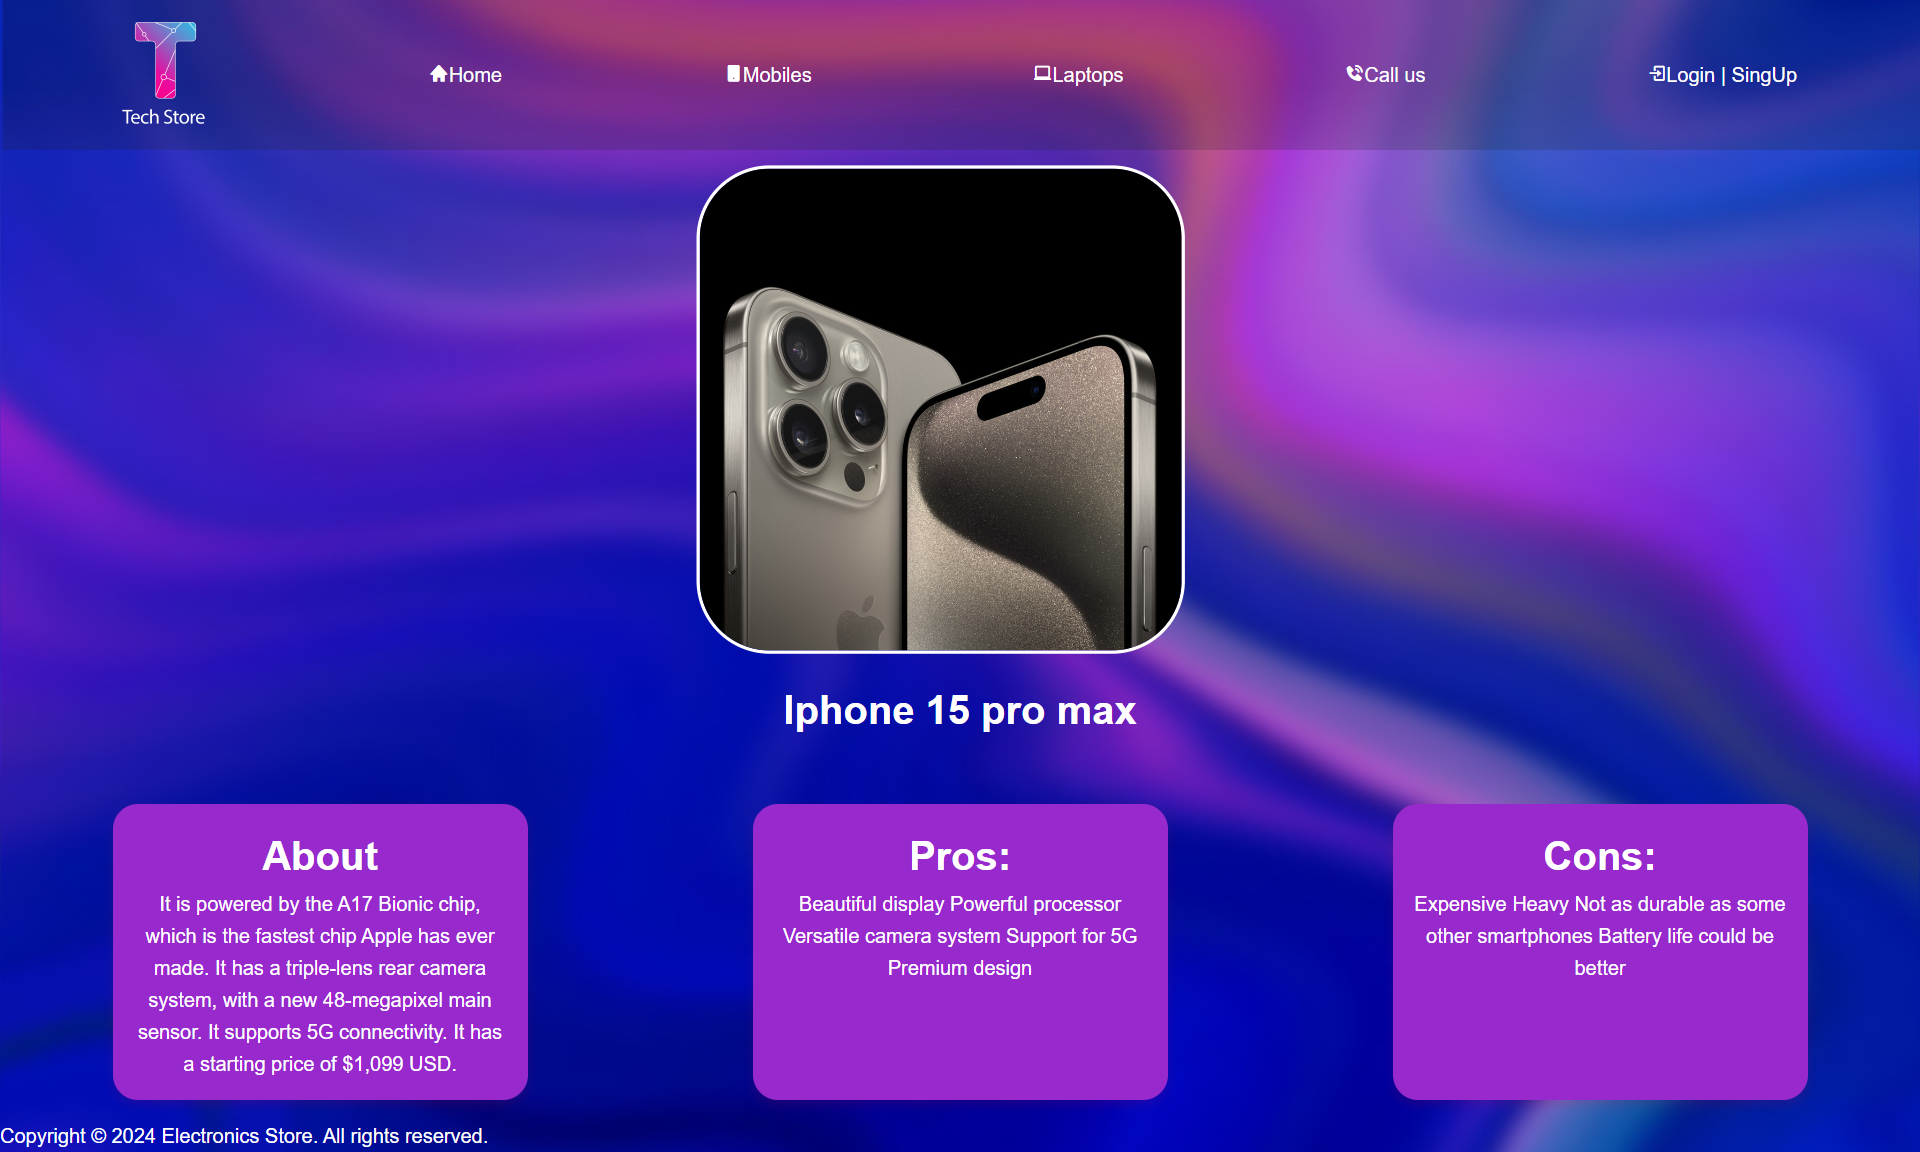 Tech Store
Home
Mobiles
Laptops
Call us
Login | SingUp
Iphone 15 pro max
About
It is powered by the A17 Bionic chip,
which is the fastest chip Apple has ever
made. It has a triple-lens rear camera
system, with a new 48-megapixel main
sensor. It supports 5G connectivity. It has
a starting price of $1,099 USD.
Pros:
Beautiful display Powerful processor
Versatile camera system Support for 5G
Premium design
Cons:
Expensive Heavy Not as durable as some
other smartphones Battery life could be
better
Copyright © 2024 Electronics Store. All rights reserved.